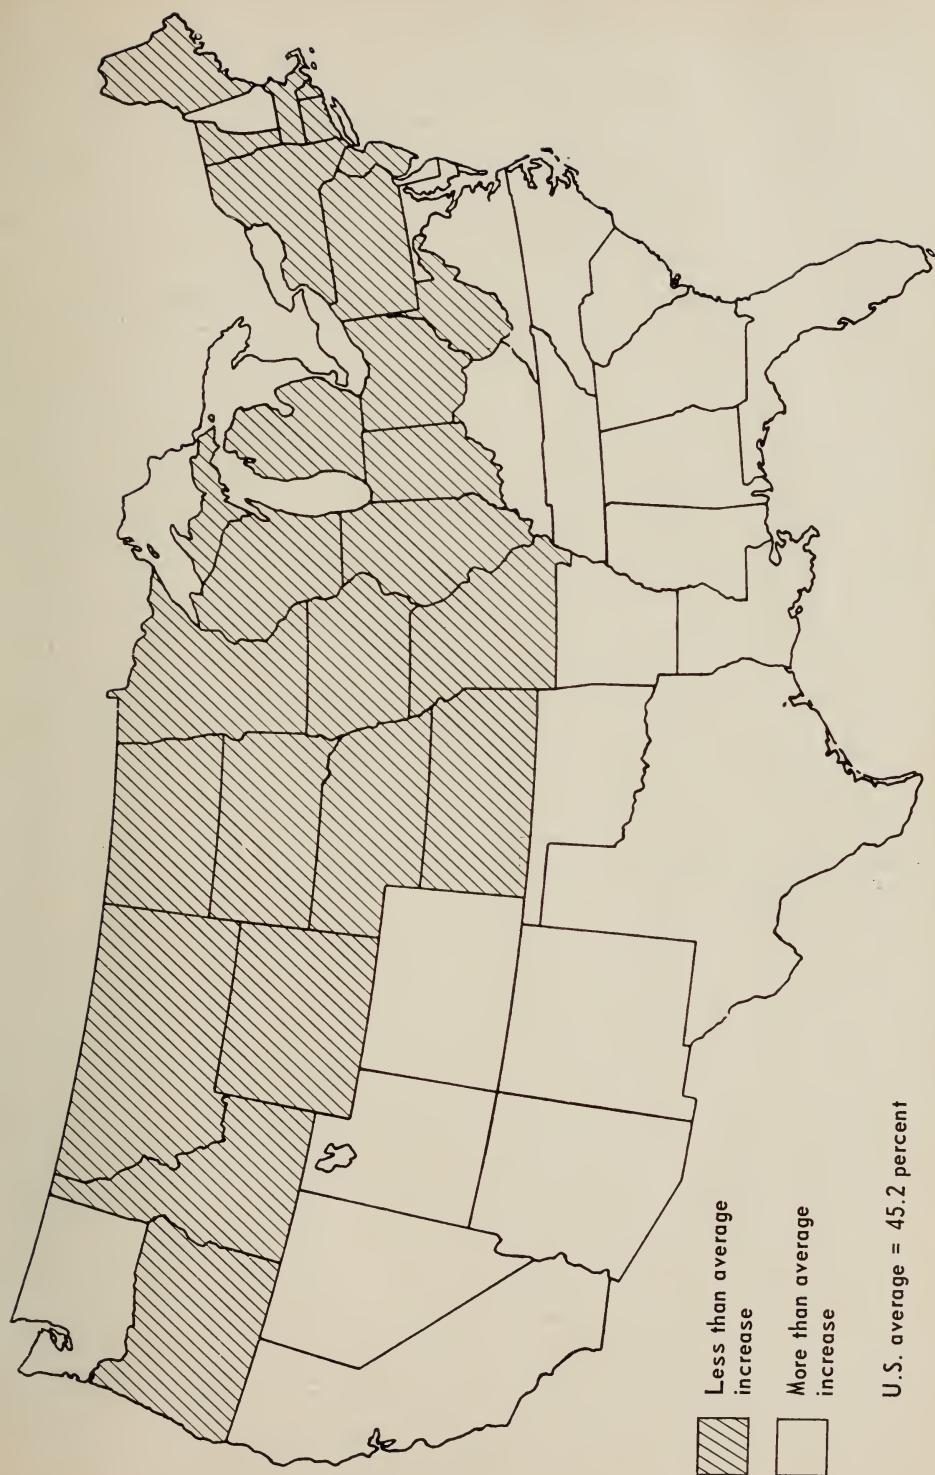 Less than average
increase
More than average
increase
U.S. average = 45.2 percent